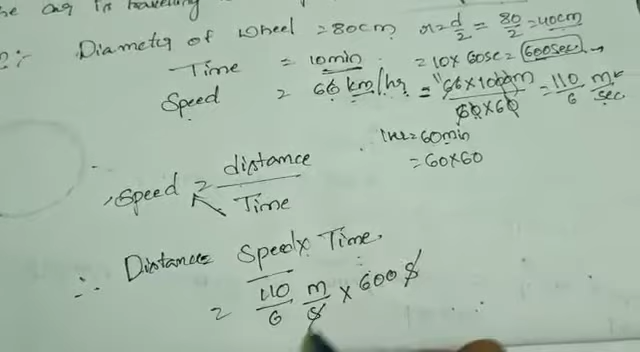 Diameter of wheel = 80cm r = d/2 = 80/2 = 40cm
Time = 10min = 10 x 60sec = 600sec
Speed = 66 km/hr = 66 x 1000m / 60 x 60 = 110/6 m/sec
1hr = 60min
= 60 x 60
Speed = distance / Time
∴ Distance = Speed x Time.
= 110/6 m/s x 600 s